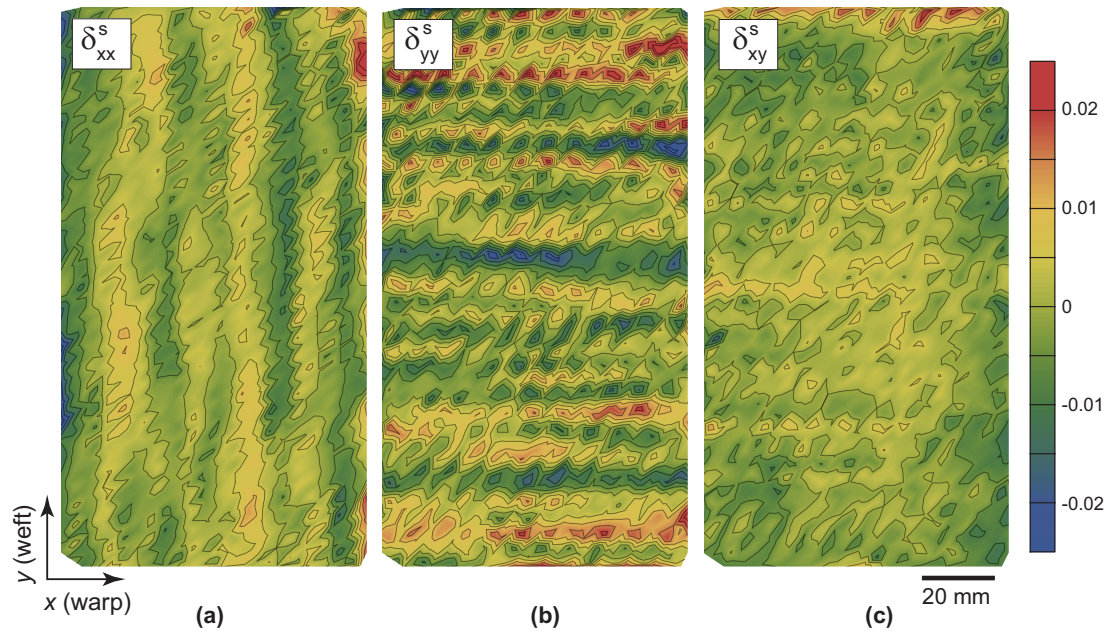 δ^s_xx
δ^s_yy
δ^s_xy
0.02
0.01
0
-0.01
-0.02
y (weft)
x (warp)
20 mm
(a)
(b)
(c)